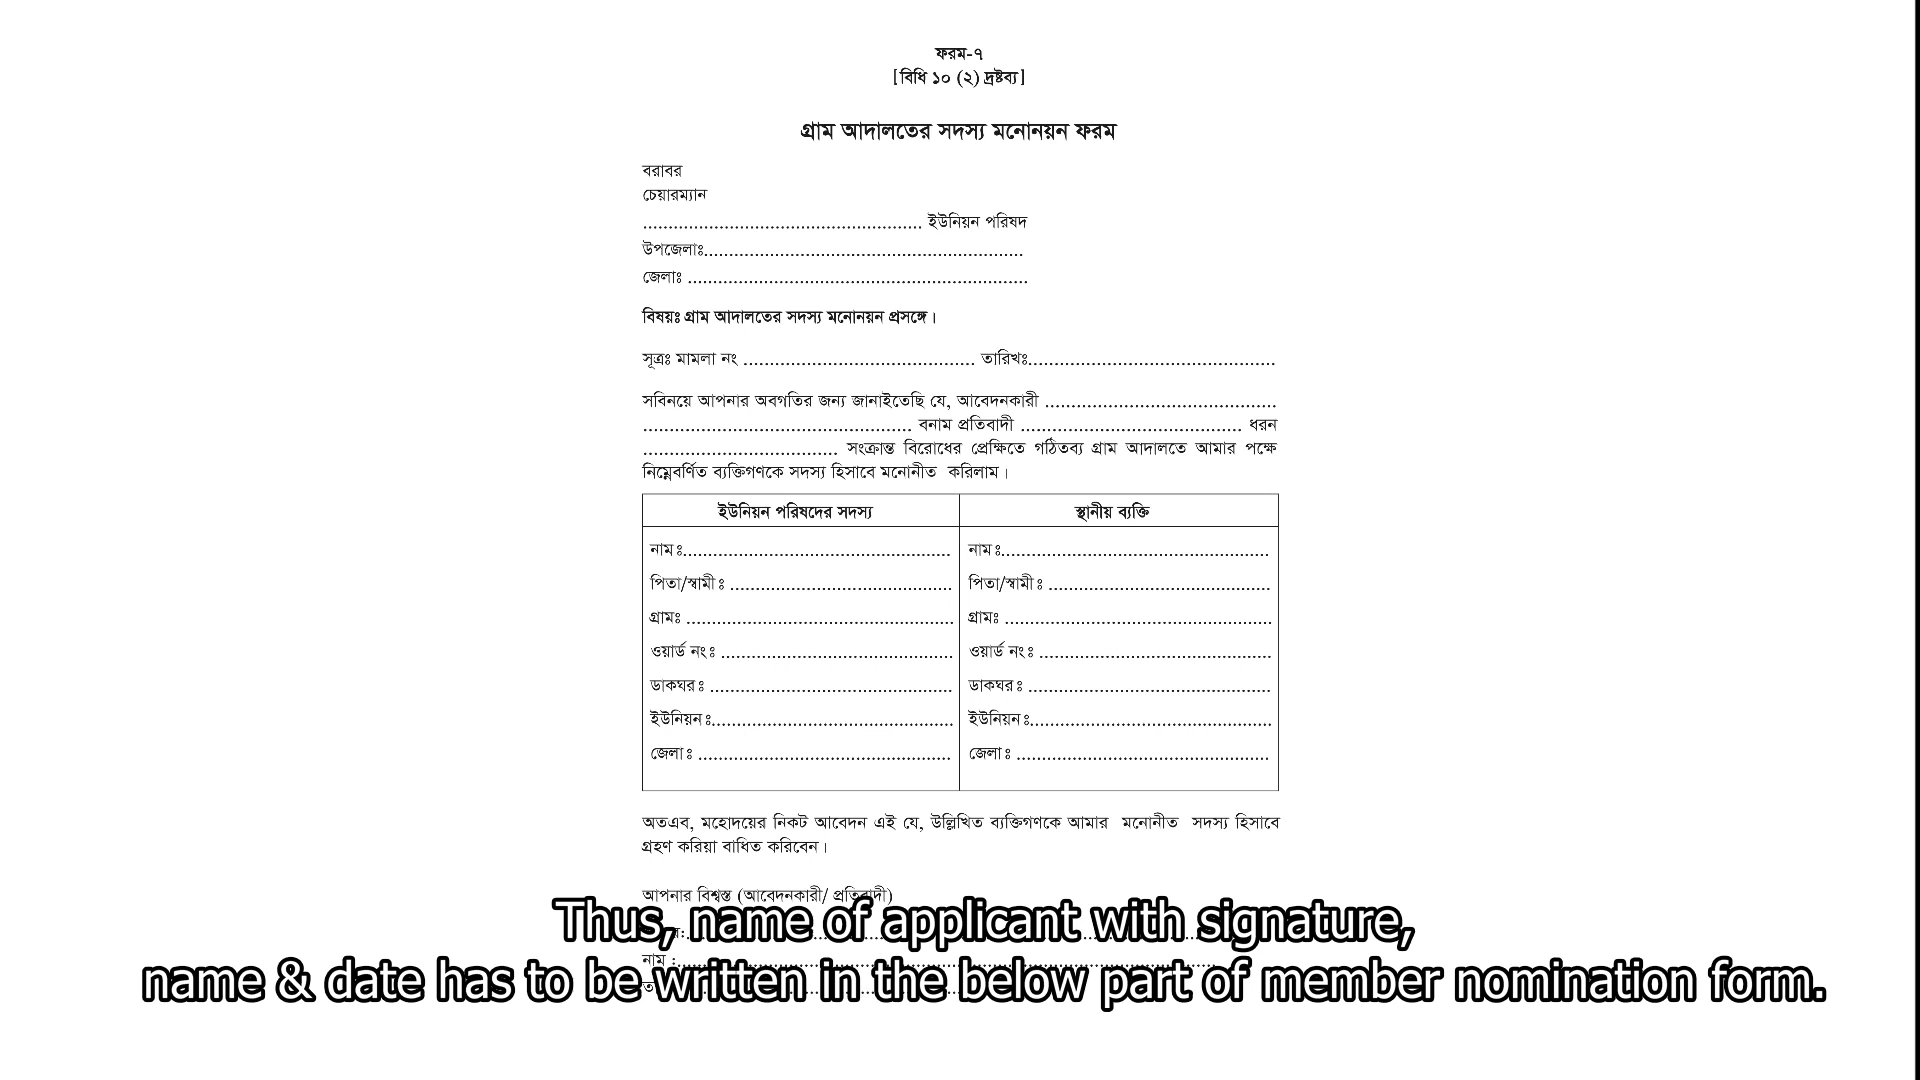 ফরম-৭
[বিধি ১০ (২) দ্রষ্টব্য]
গ্রাম আদালতের সদস্য মনোনয়ন ফরম
বরাবর
চেয়ারম্যান
....................................................... ইউনিয়ন পরিষদ
উপজেলাঃ...............................................................
জেলাঃ ...................................................................
বিষয়ঃ গ্রাম আদালতের সদস্য মনোনয়ন প্রসঙ্গে।
সূত্রঃ মামলা নং ............................................. তারিখঃ................................................
সবিনয়ে আপনার অবগতির জন্য জানাইতেছি যে, আবেদনকারী .............................................
..................................................... বনাম প্রতিবাদী ........................................... ধরন
...................................... সংক্রান্ত বিরোধের প্রেক্ষিতে গঠিতব্য গ্রাম আদালতে আমার পক্ষে
নিম্নেবর্ণিত ব্যক্তিগণকে সদস্য হিসাবে মনোনীত করিলাম।
ইউনিয়ন পরিষদের সদস্য স্থানীয় ব্যক্তি
নামঃ..................................................... নামঃ.....................................................
পিতা/স্বামীঃ ............................................ পিতা/স্বামীঃ ............................................
গ্রামঃ ..................................................... গ্রামঃ .....................................................
ওয়ার্ড নংঃ .............................................. ওয়ার্ড নংঃ ..............................................
ডাকঘরঃ ................................................ ডাকঘরঃ ................................................
ইউনিয়নঃ................................................ ইউনিয়নঃ................................................
জেলাঃ .................................................. জেলাঃ ..................................................
অতএব, মহোদয়ের নিকট আবেদন এই যে, উল্লিখিত ব্যক্তিগণকে আমার মনোনীত সদস্য হিসাবে
গ্রহণ করিয়া বাধিত করিবেন।
আপনার বিশ্বস্ত (আবেদনকারী/ প্রতিবাদী)
নাম :..........................................................................................................
Thus, name of applicant with signature,
name & date has to be written in the below part of member nomination form.